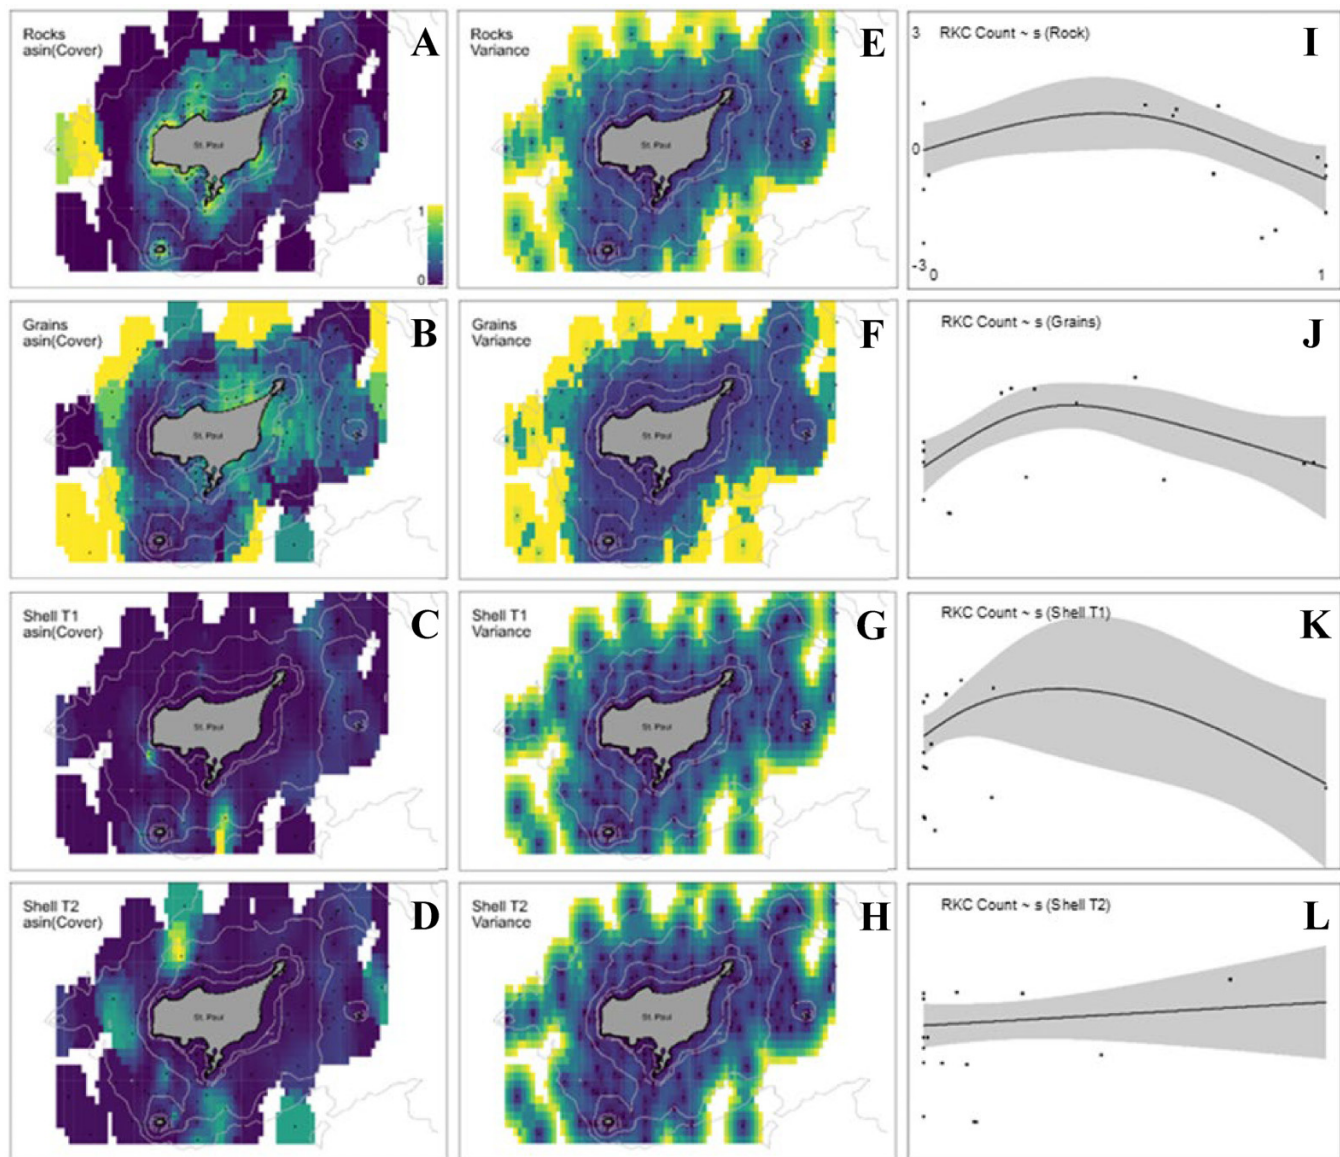 Rocks
asin(Cover)
A
St. Paul
1
0
Rocks
Variance
E
St. Paul
RKC Count ~ s (Rock)
I
3
0
-3
0
1
Grains
asin(Cover)
B
St. Paul
Grains
Variance
F
St. Paul
RKC Count ~ s (Grains)
J
Shell T1
asin(Cover)
C
St. Paul
Shell T1
Variance
G
St. Paul
RKC Count ~ s (Shell T1)
K
Shell T2
asin(Cover)
D
St. Paul
Shell T2
Variance
H
St. Paul
RKC Count ~ s (Shell T2)
L